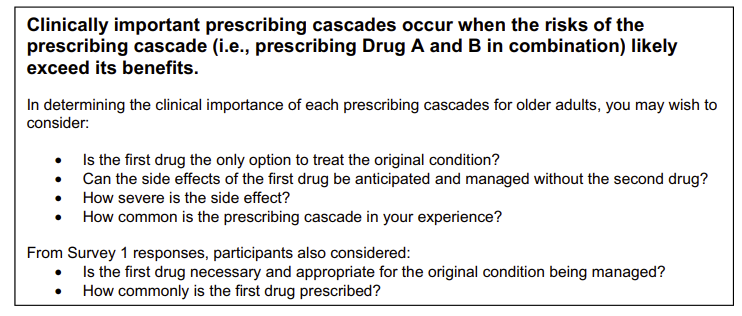 Clinically important prescribing cascades occur when the risks of the
prescribing cascade (i.e., prescribing Drug A and B in combination) likely
exceed its benefits.
In determining the clinical importance of each prescribing cascades for older adults, you may wish to
consider:
• Is the first drug the only option to treat the original condition?
• Can the side effects of the first drug be anticipated and managed without the second drug?
• How severe is the side effect?
• How common is the prescribing cascade in your experience?
From Survey 1 responses, participants also considered:
• Is the first drug necessary and appropriate for the original condition being managed?
• How commonly is the first drug prescribed?